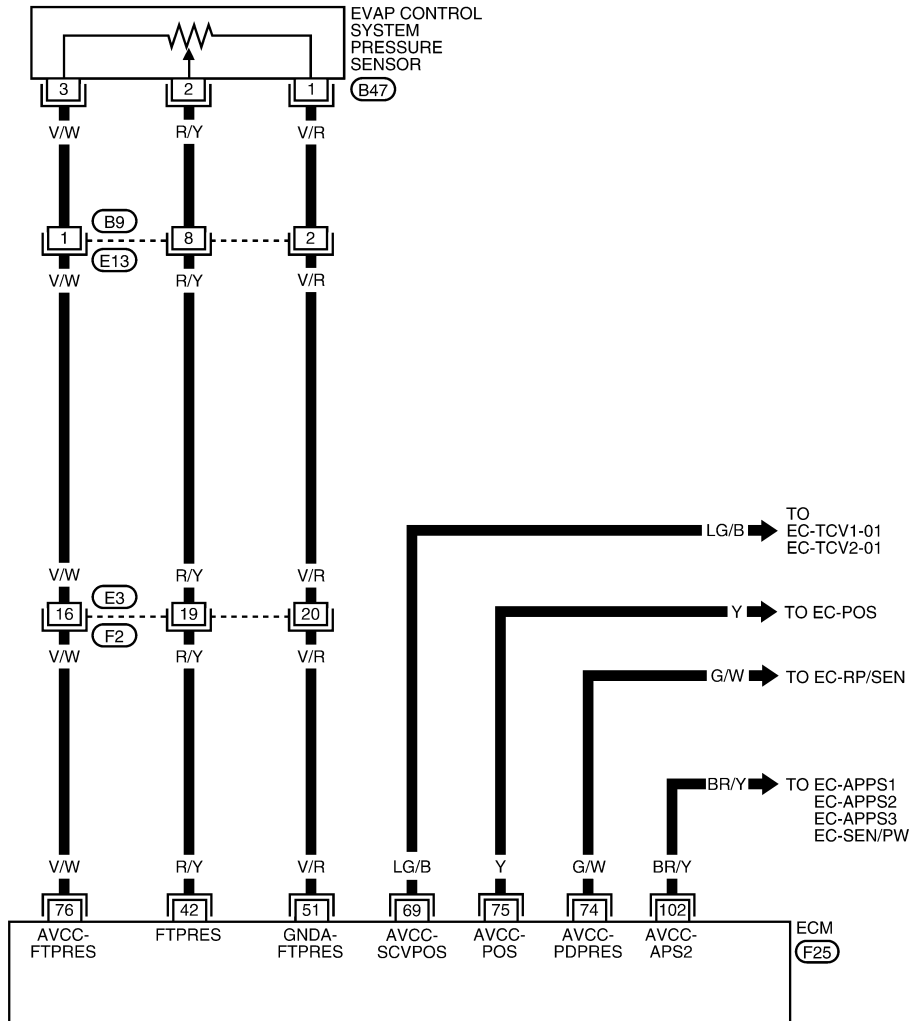 EVAP CONTROL
SYSTEM
PRESSURE
SENSOR
3 2 1 B47
V/W R/Y V/R
B9
1 8 2
E13
V/W R/Y V/R
TO
LG/B EC-TCV1-01
EC-TCV2-01
V/W R/Y V/R
E3
16 19 20
Y TO EC-POS
F2
V/W R/Y V/R
G/W TO EC-RP/SEN
BR/Y TO EC-APPS1
EC-APPS2
EC-APPS3
EC-SEN/PW
V/W R/Y V/R LG/B Y G/W BR/Y
76 42 51 69 75 74 102
AVCC-FTPRES FTPRES GNDA-FTPRES AVCC-SCVPOS AVCC-POS AVCC-PDPRES AVCC-APS2
ECM
F25